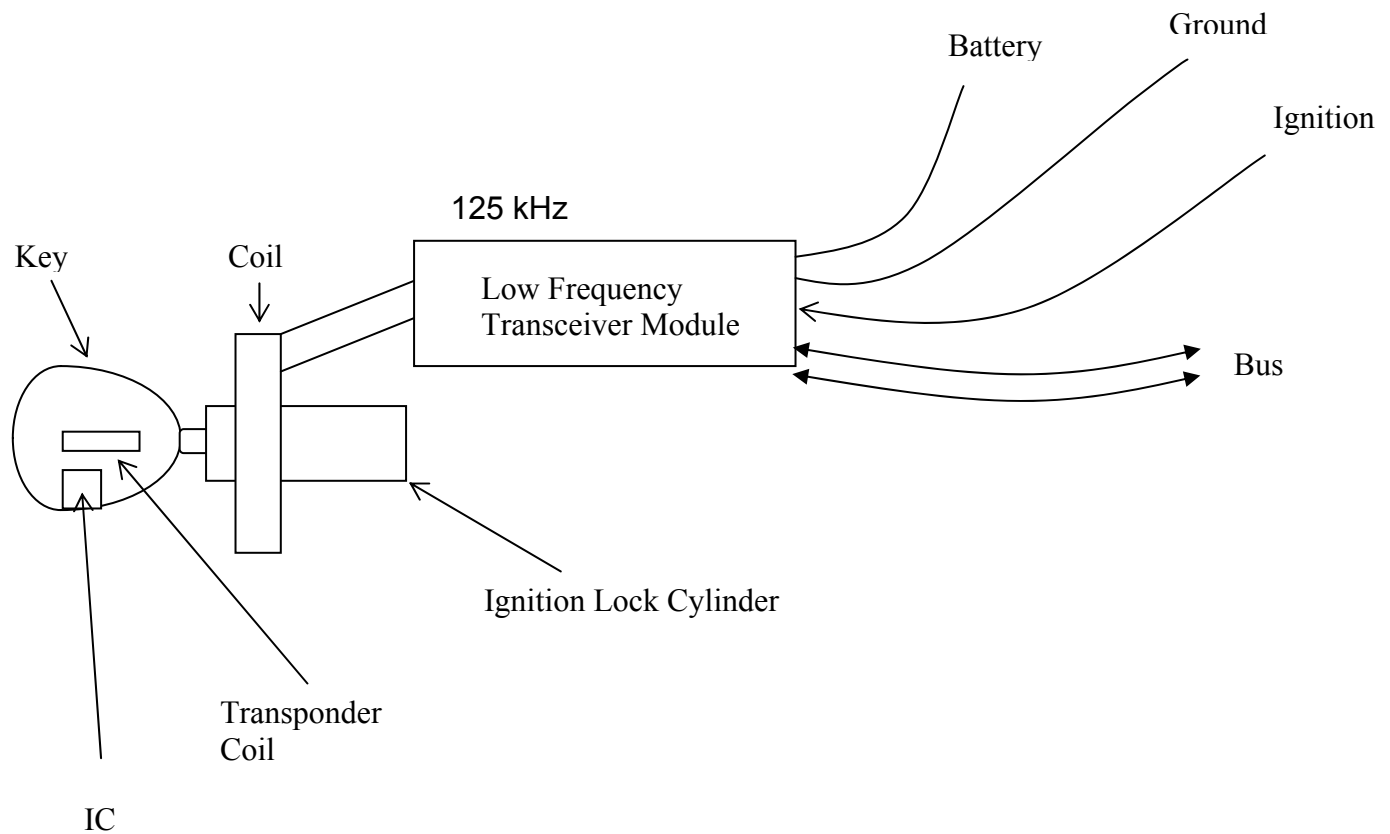 Ground
Battery
Ignition
125 kHz
Key
Coil
Low Frequency
Transceiver Module
Bus
Ignition Lock Cylinder
Transponder
Coil
IC